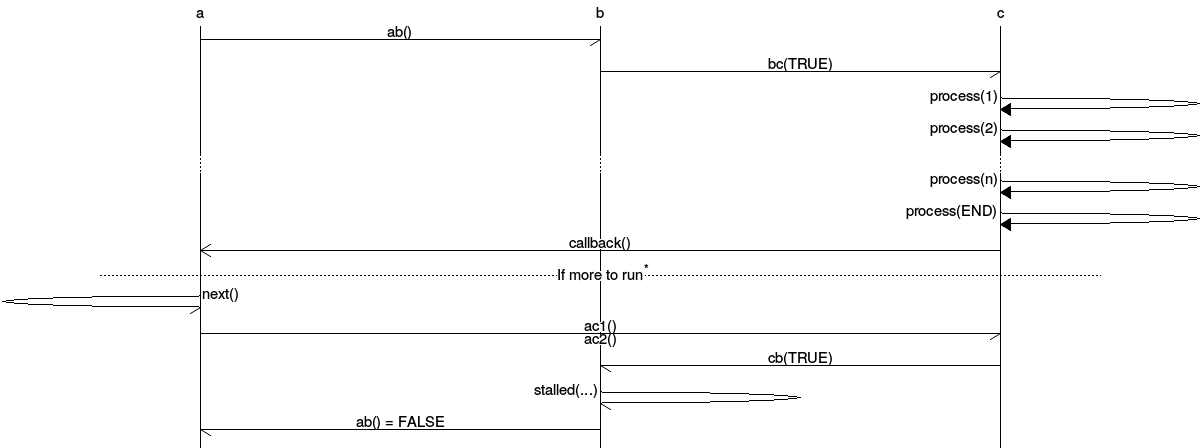 a
b
c
ab()
bc(TRUE)
process(1)
process(2)
process(n)
process(END)
callback()
If more to run*
next()
ac1()
ac2()
cb(TRUE)
stalled(...)
ab() = FALSE